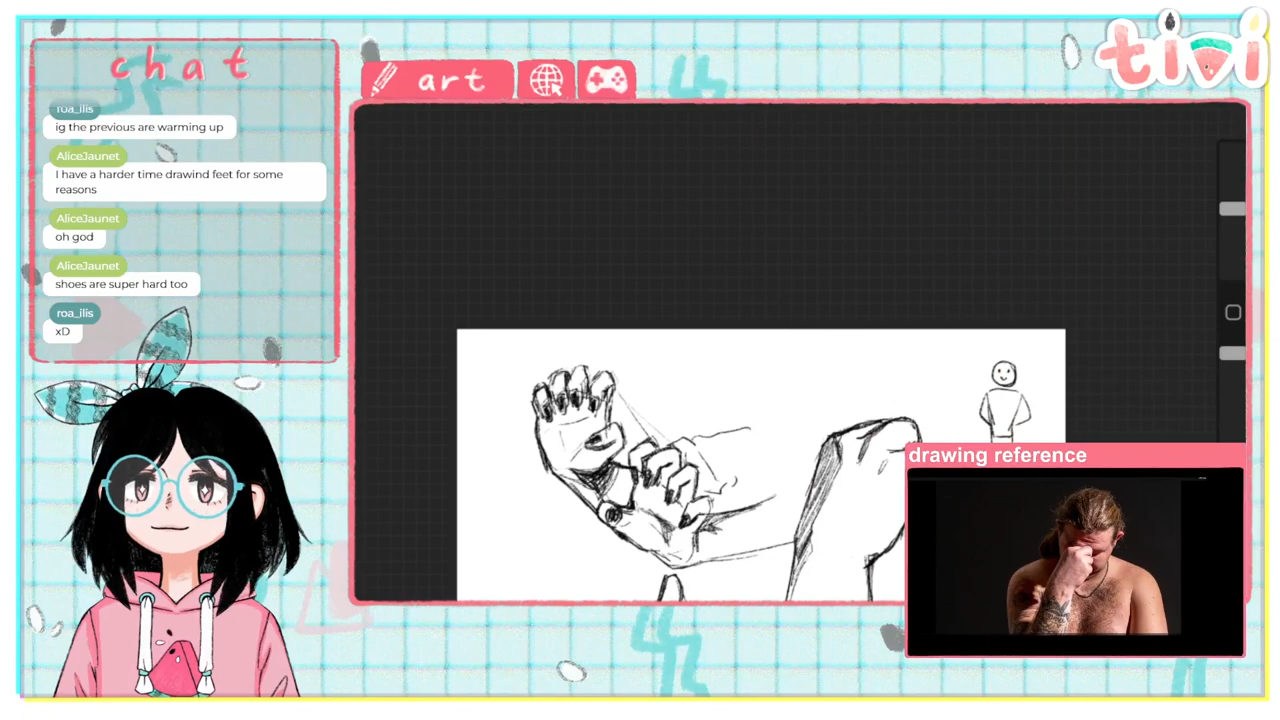 chat
roa_ilis
ig the previous are warming up
AliceJaunet
I have a harder time drawind feet for some
reasons
AliceJaunet
oh god
AliceJaunet
shoes are super hard too
roa_ilis
xD
art
tivi
drawing reference